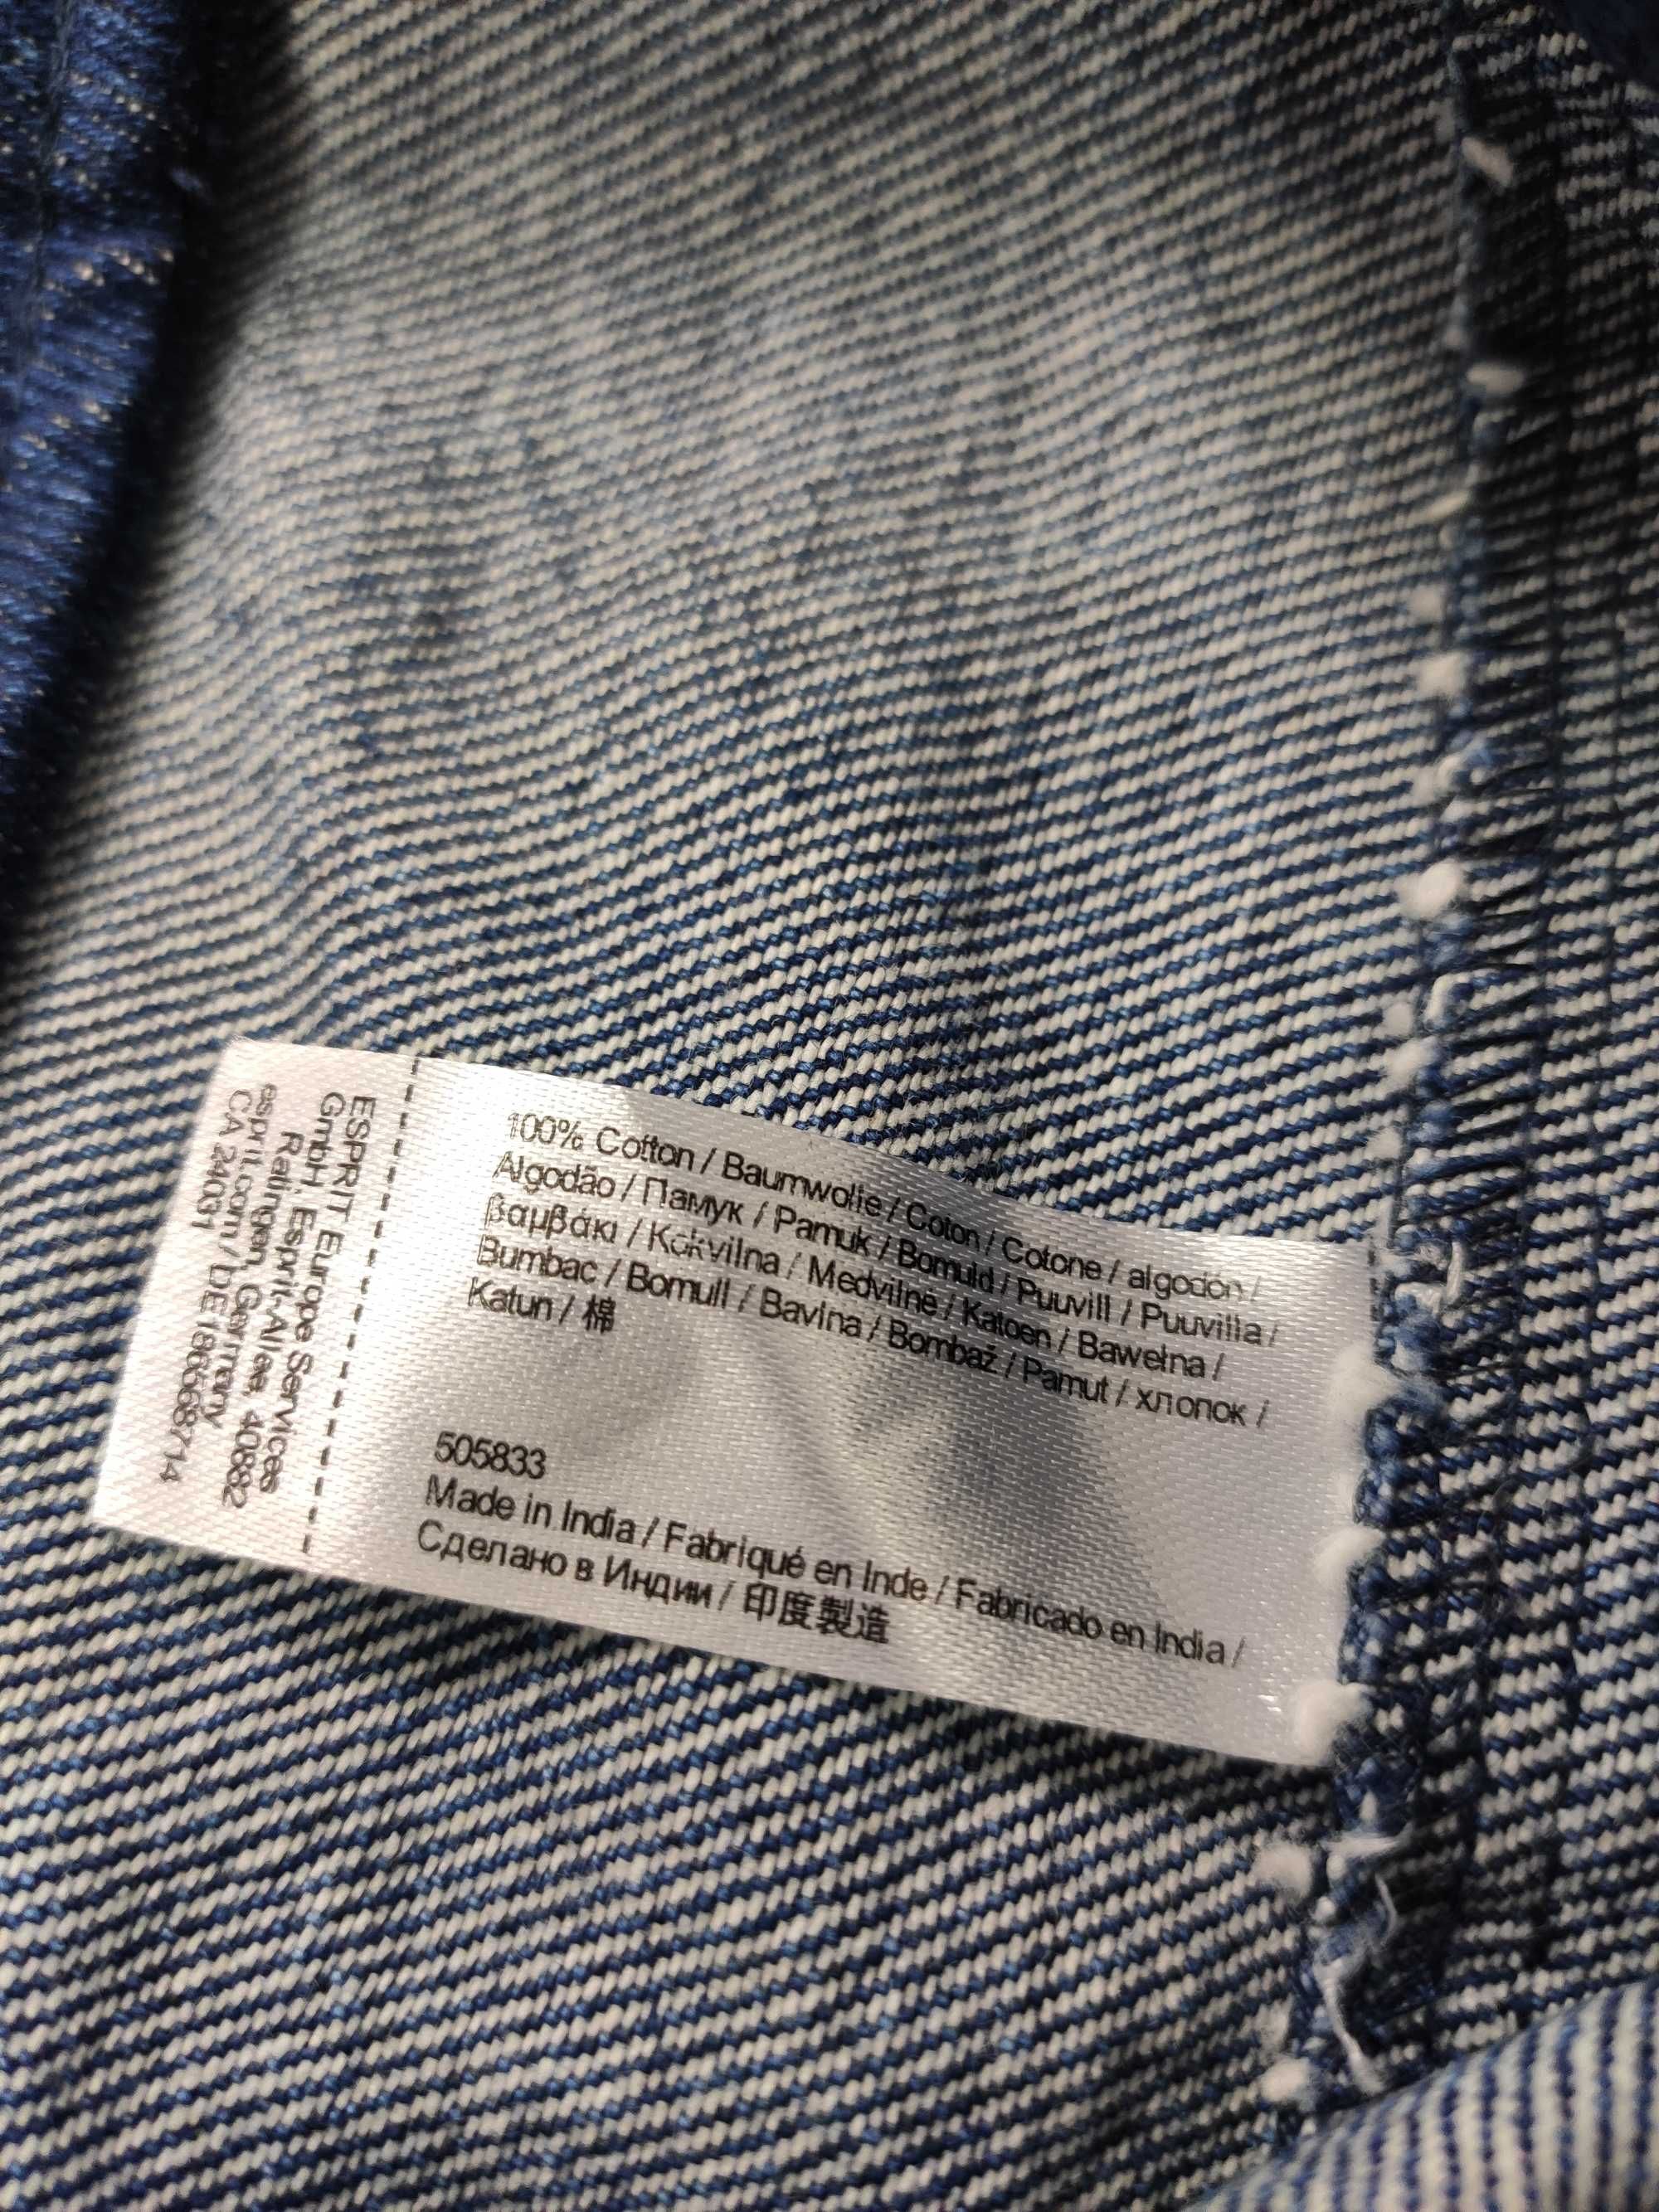 100% Cotton / Baumwolle / Coton / Cotone / algodón /
Algodão / Памук / Pamuk / Bomuld / Puuvill / Puuvilla /
βαμβάκι / Kokvilna / Medvilnė / Katoen / Bawełna /
Bumbac / Bomull / Bavlna / Bombaž / Pamut / хлопок /
Katun / 棉
505833
Made in India / Fabriqué en Inde / Fabricado en India /
Сделано в Индии / 印度製造
ESPRIT Europe Services
GmbH, Esprit-Allee,
Ratingen, Germany 40882
esprit.com / DE18668714
CA 24031